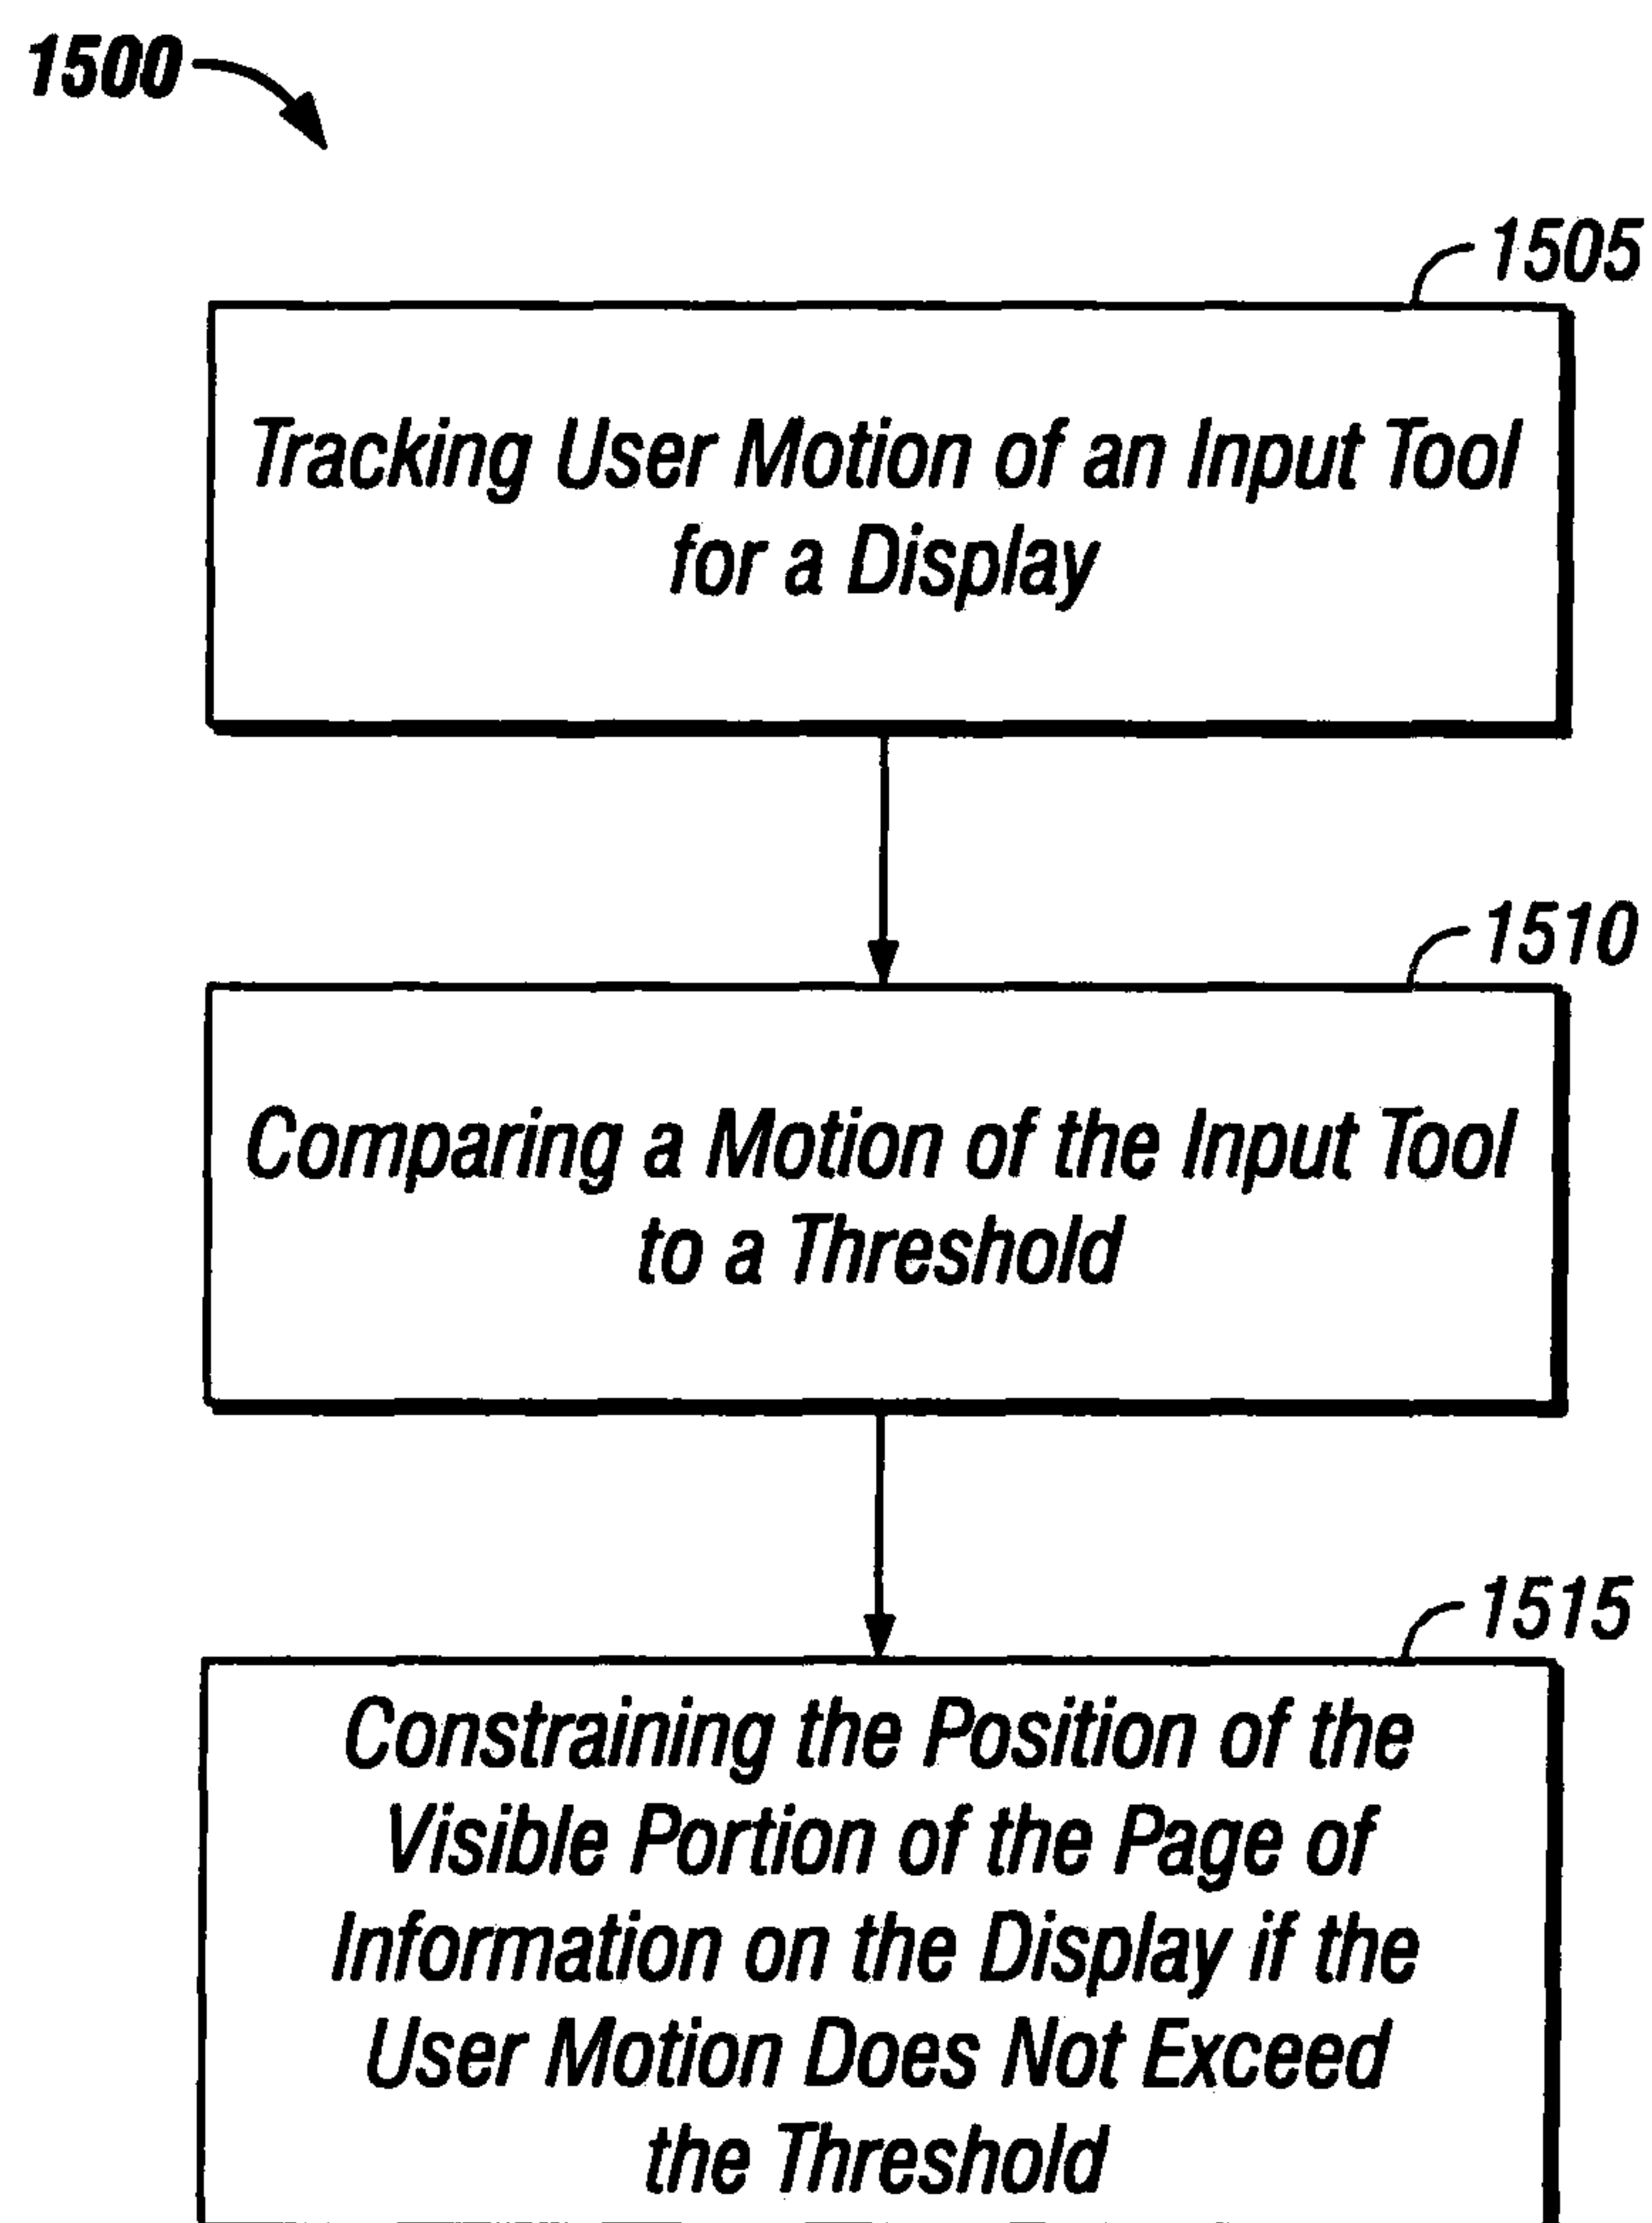 1500
1505
Tracking User Motion of an Input Tool
for a Display
1510
Comparing a Motion of the Input Tool
to a Threshold
1515
Constraining the Position of the
Visible Portion of the Page of
Information on the Display if the
User Motion Does Not Exceed
the Threshold